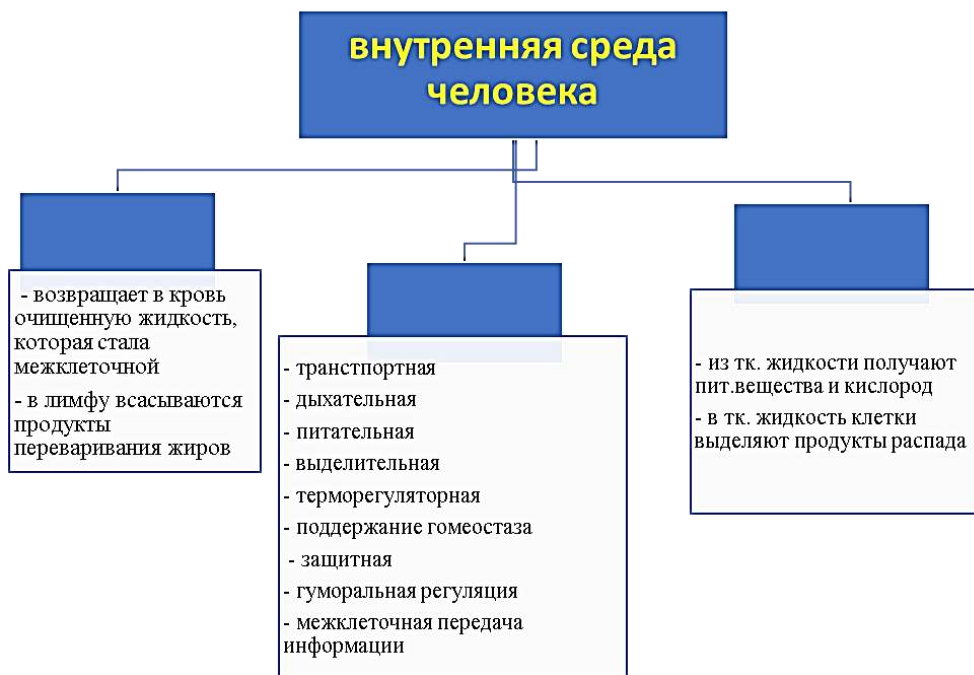 внутренняя среда
человека
- возвращает в кровь
очищенную жидкость,
которая стала
межклеточной
- в лимфу всасываются
продукты
переваривания жиров
- транстпортная
- дыхательная
- питательная
- выделительная
- терморегуляторная
- поддержание гомеостаза
- защитная
- гуморальная регуляция
- межклеточная передача
информации
- из тк. жидкости получают
пит.вещества и кислород
- в тк. жидкость клетки
выделяют продукты распада